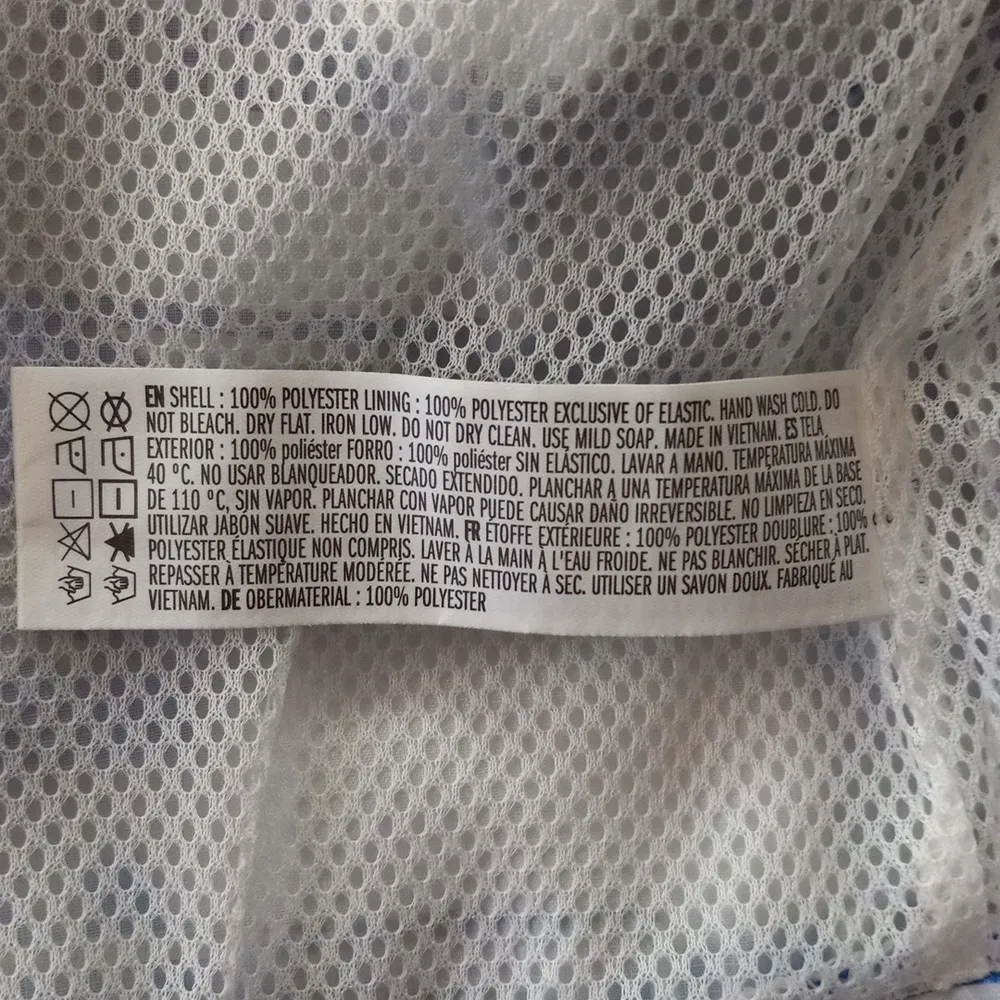 EN SHELL : 100% POLYESTER LINING : 100% POLYESTER EXCLUSIVE OF ELASTIC. HAND WASH COLD. DO
NOT BLEACH. DRY FLAT. IRON LOW. DO NOT DRY CLEAN. USE MILD SOAP. MADE IN VIETNAM. ES TELA
EXTERIOR : 100% poliéster FORRO : 100% poliéster SIN ELÁSTICO. LAVAR A MANO. TEMPERATURA MÁXIMA
40 °C. NO USAR BLANQUEADOR. SECADO EXTENDIDO. PLANCHAR A UNA TEMPERATURA MÁXIMA DE LA BASE
DE 110 °C, SIN VAPOR. PLANCHAR CON VAPOR PUEDE CAUSAR DAÑO IRREVERSIBLE. NO LIMPIEZA EN SECO.
UTILIZAR JABÓN SUAVE. HECHO EN VIETNAM. FR ÉTOFFE EXTÉRIEURE : 100% POLYESTER DOUBLURE : 100%
POLYESTER ÉLASTIQUE NON COMPRIS. LAVER À LA MAIN À L'EAU FROIDE. NE PAS BLANCHIR. SÉCHER À PLAT.
REPASSER À TEMPÉRATURE MODÉRÉE. NE PAS NETTOYER À SEC. UTILISER UN SAVON DOUX. FABRIQUÉ AU
VIETNAM. DE OBERMATERIAL : 100% POLYESTER